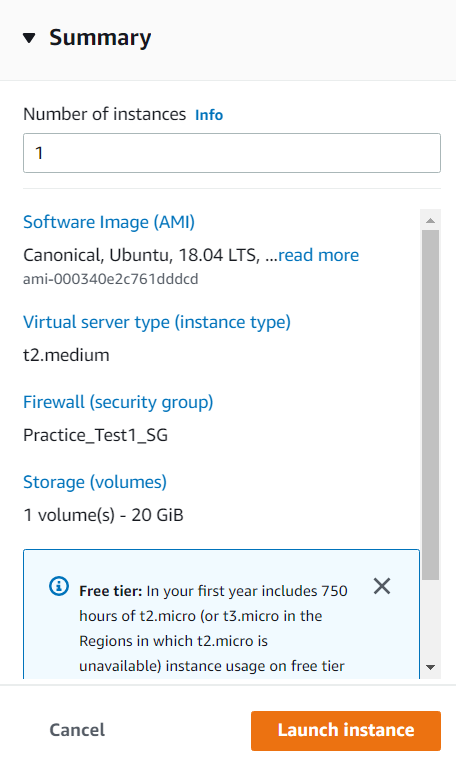 Summary
Number of instances Info
1
Software Image (AMI)
Canonical, Ubuntu, 18.04 LTS, ...read more
ami-000340e2c761dddcd
Virtual server type (instance type)
t2.medium
Firewall (security group)
Practice_Test1_SG
Storage (volumes)
1 volume(s) - 20 GiB
Free tier: In your first year includes 750
hours of t2.micro (or t3.micro in the
Regions in which t2.micro is
unavailable) instance usage on free tier
Cancel
Launch instance